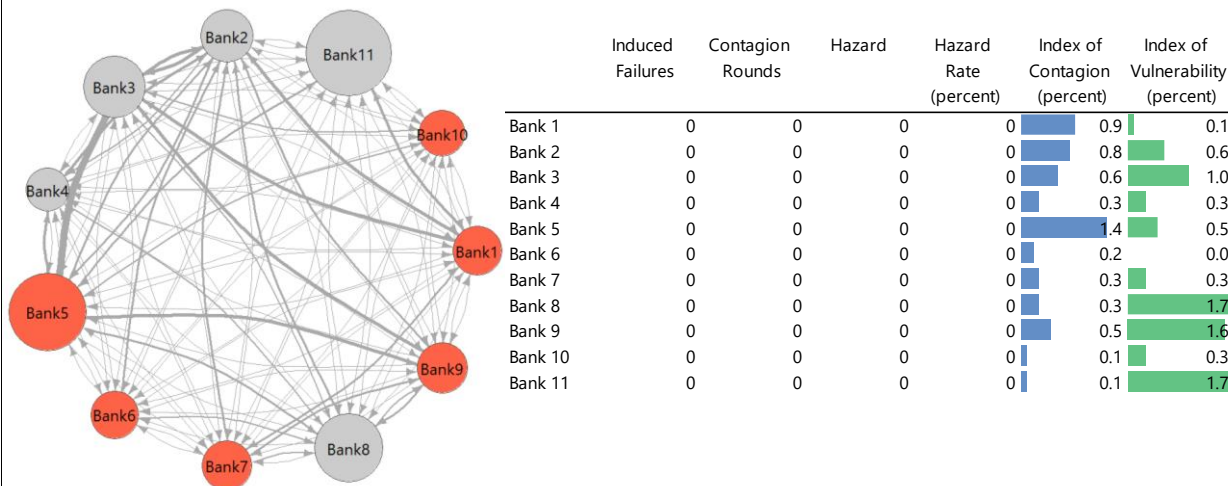 Bank2
Bank11
Bank3
Bank10
Bank4
Bank1
Bank5
Bank9
Bank6
Bank8
Bank7
Induced Failures Contagion Rounds Hazard Hazard Rate (percent) Index of Contagion (percent) Index of Vulnerability (percent)
Bank 1 0 0 0 0 0.9 0.1
Bank 2 0 0 0 0 0.8 0.6
Bank 3 0 0 0 0 0.6 1.0
Bank 4 0 0 0 0 0.3 0.3
Bank 5 0 0 0 0 1.4 0.5
Bank 6 0 0 0 0 0.2 0.0
Bank 7 0 0 0 0 0.3 0.3
Bank 8 0 0 0 0 0.3 1.7
Bank 9 0 0 0 0 0.5 1.6
Bank 10 0 0 0 0 0.1 0.3
Bank 11 0 0 0 0 0.1 1.7